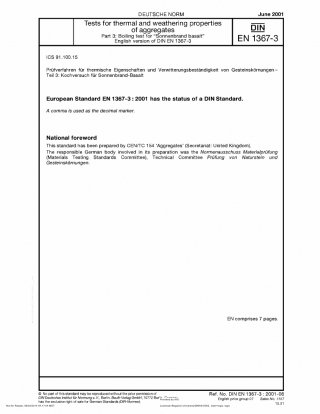 DEUTSCHE NORM
June 2001
Tests for thermal and weathering properties
of aggregates
Part 3: Boiling test for "Sonnenbrand basalt"
English version of DIN EN 1367-3
DIN
EN 1367-3
ICS 91.100.15
Prüfverfahren für thermische Eigenschaften und Verwitterungsbeständigkeit von Gesteinskörnungen –
Teil 3: Kochversuch für Sonnenbrand-Basalt
European Standard EN 1367-3 : 2001 has the status of a DIN Standard.
A comma is used as the decimal marker.
National foreword
This standard has been prepared by CEN/TC 154 'Aggregates' (Secretariat: United Kingdom).
The responsible German body involved in its preparation was the Normenausschuss Materialprüfung
(Materials Testing Standards Committee), Technical Committee Prüfung von Naturstein und
Gesteinskörnungen.
EN comprises 7 pages.
No part of this standard may be reproduced without the prior permission of
DIN Deutsches Institut für Normung e. V., Berlin. Beuth Verlag GmbH, 10772 Berlin,
has the exclusive right of sale for German Standards (DIN-Normen).
Ref. No. DIN EN 1367-3 : 2001-06
English price group 07 Sales No. 1107